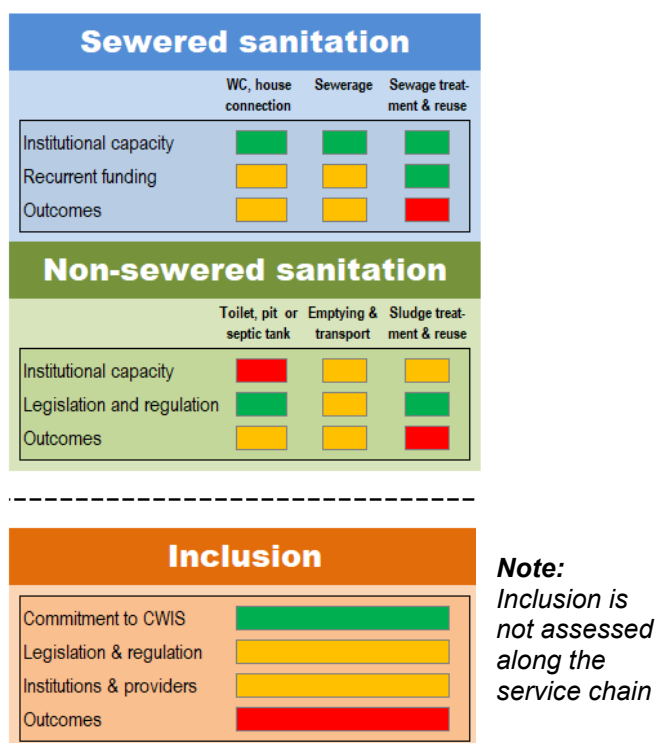 Sewered sanitation
WC, house Sewerage Sewage treat-
connection ment & reuse
Institutional capacity
Recurrent funding
Outcomes
Non-sewered sanitation
Toilet, pit or Emptying & Sludge treat-
septic tank transport ment & reuse
Institutional capacity
Legislation and regulation
Outcomes
Inclusion
Commitment to CWIS
Legislation & regulation
Institutions & providers
Outcomes
Note:
Inclusion is
not assessed
along the
service chain